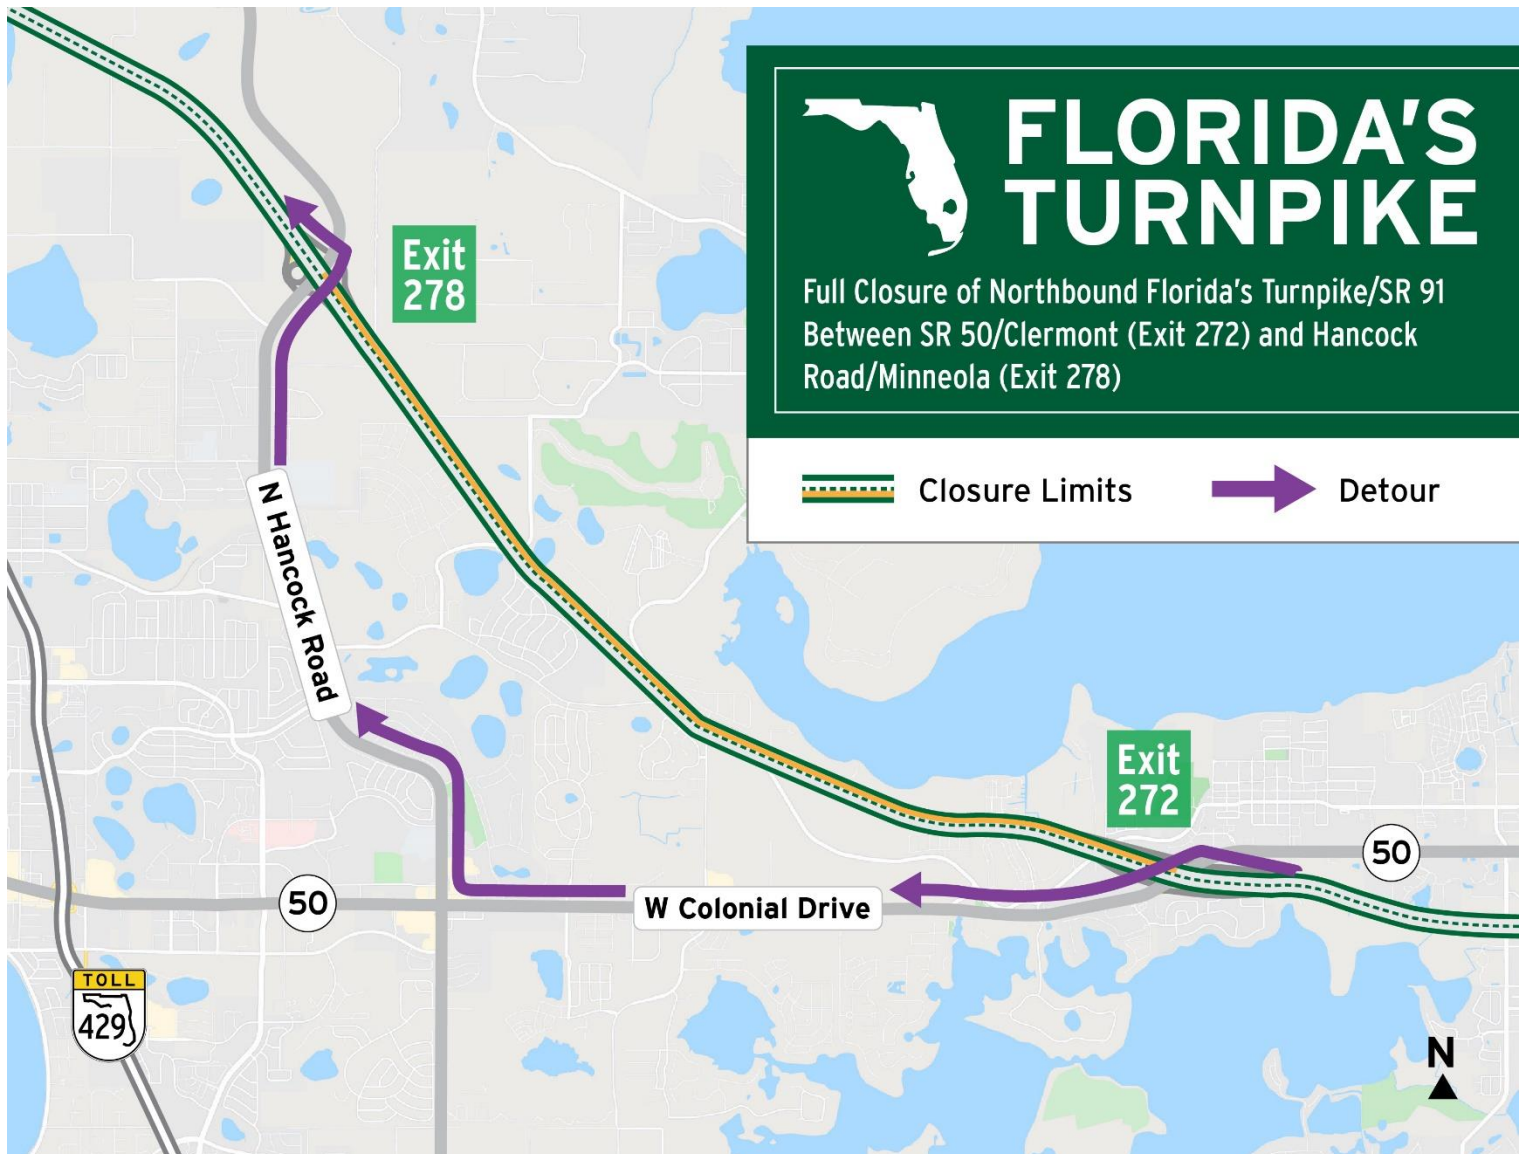 FLORIDA'S
TURNPIKE
Full Closure of Northbound Florida's Turnpike/SR 91
Between SR 50/Clermont (Exit 272) and Hancock
Road/Minneola (Exit 278)
Closure Limits
Detour
Exit
278
N Hancock Road
Exit
272
50
50
W Colonial Drive
TOLL
429
N